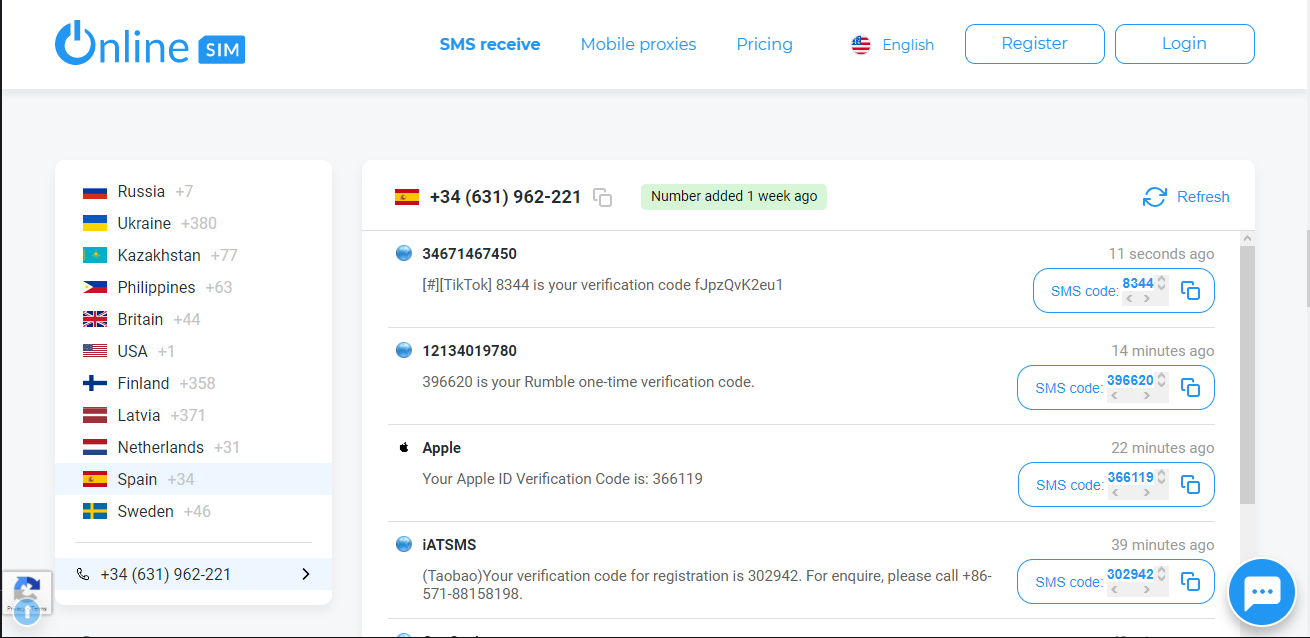 Online SIM
SMS receive
Mobile proxies
Pricing
English
Register
Login
Russia +7
Ukraine +380
Kazakhstan +77
Philippines +63
Britain +44
USA +1
Finland +358
Latvia +371
Netherlands +31
Spain +34
Sweden +46
+34 (631) 962-221
+34 (631) 962-221
Number added 1 week ago
Refresh
34671467450
11 seconds ago
[#][TikTok] 8344 is your verification code fJpzQvK2eu1
SMS code: 8344
12134019780
14 minutes ago
396620 is your Rumble one-time verification code.
SMS code: 396620
Apple
22 minutes ago
Your Apple ID Verification Code is: 366119
SMS code: 366119
iATSMS
39 minutes ago
(Taobao)Your verification code for registration is 302942. For enquire, please call +86-
571-88158198.
SMS code: 302942